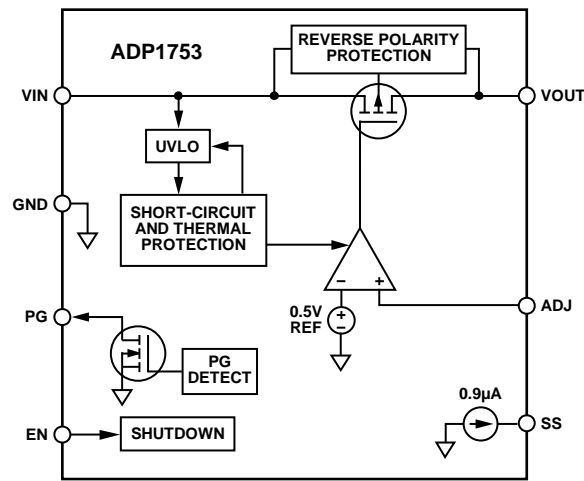 ADP1753
REVERSE POLARITY
PROTECTION
VIN
VOUT
UVLO
GND
SHORT-CIRCUIT
AND THERMAL
PROTECTION
– +
0.5V
REF
+
–
PG
ADJ
PG
DETECT
0.9µA
EN
SHUTDOWN
SS